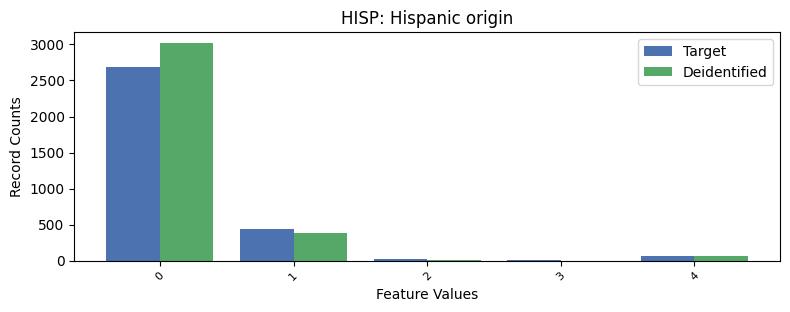 HISP: Hispanic origin
Target
Deidentified
Record Counts
3000
2500
2000
1500
1000
500
0
0
1
2
3
4
Feature Values